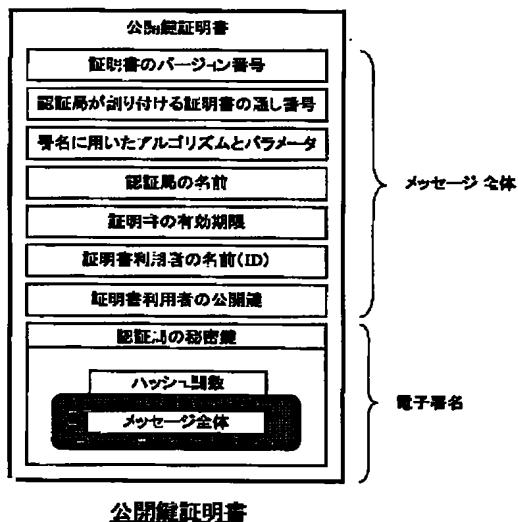 公開鍵証明書
証明書のバージョン番号
認証局が割り付ける証明書の通し番号
署名に用いたアルゴリズムとパラメータ
認証局の名前
証明書の有効期限
証明書利用者の名前(ID)
証明書利用者の公開鍵
メッセージ全体
認証局の秘密鍵
ハッシュ関数
メッセージ全体
電子署名
公開鍵証明書